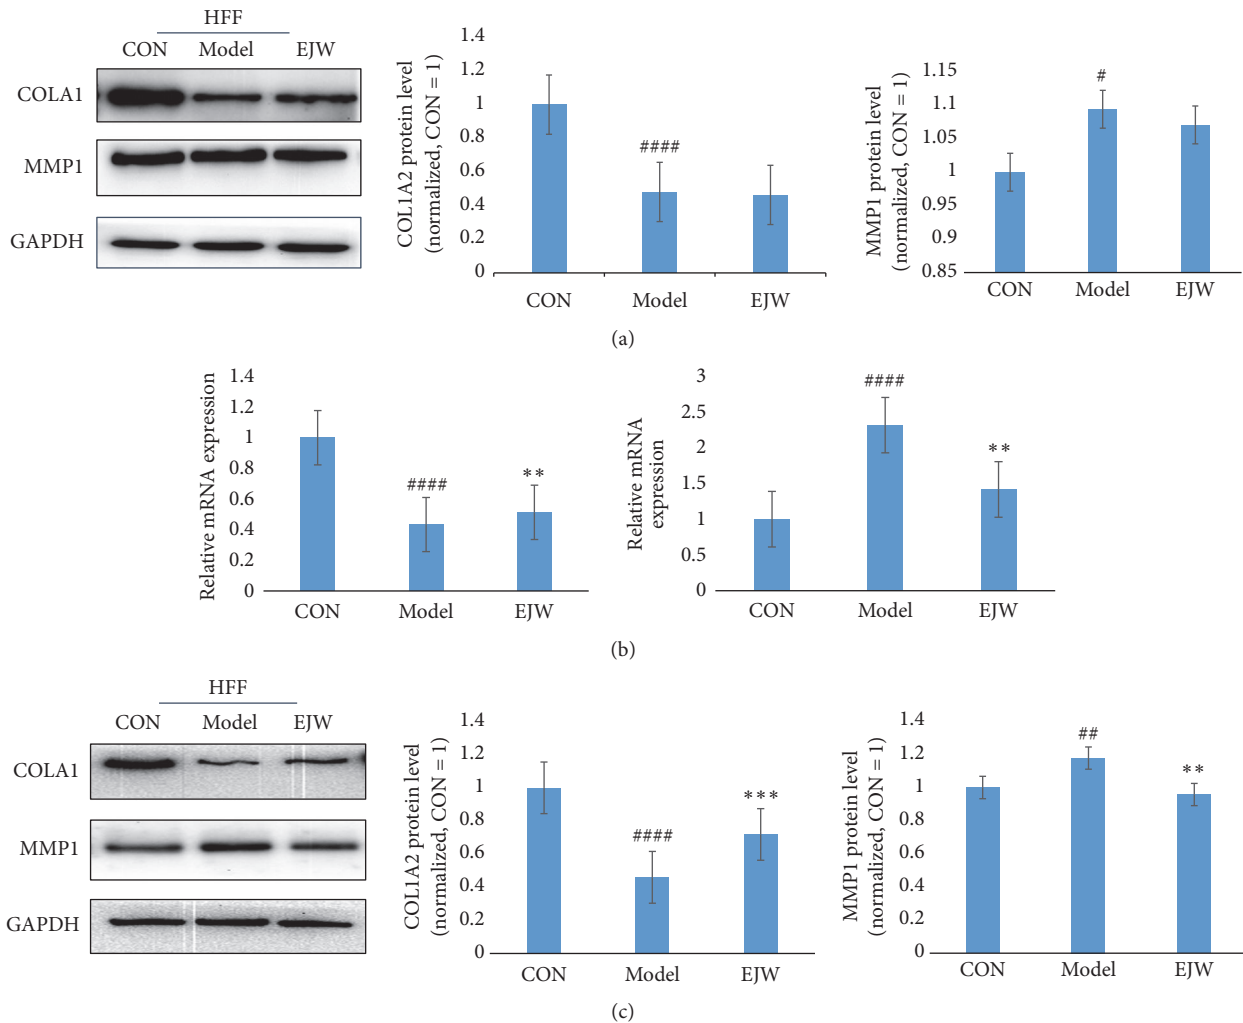 HFF
CON Model EJW
COLA1
MMP1
GAPDH
COL1A2 protein level
(normalized, CON = 1)
1.4
1.2
1
0.8
0.6
0.4
0.2
0
####
CON Model EJW
MMP1 protein level
(normalized, CON = 1)
1.15
1.1
1.05
1
0.95
0.9
0.85
#
CON Model EJW
(a)
Relative mRNA expression
1.4
1.2
1
0.8
0.6
0.4
0.2
0
####
**
CON Model EJW
Relative mRNA
expression
3
2.5
2
1.5
1
0.5
0
####
**
CON Model EJW
(b)
HFF
CON Model EJW
COLA1
MMP1
GAPDH
COL1A2 protein level
(normalized, CON = 1)
1.4
1.2
1
0.8
0.6
0.4
0.2
0
####
***
CON Model EJW
MMP1 protein level
(normalized, CON = 1)
1.4
1.2
1
0.8
0.6
0.4
0.2
0
##
**
CON Model EJW
(c)